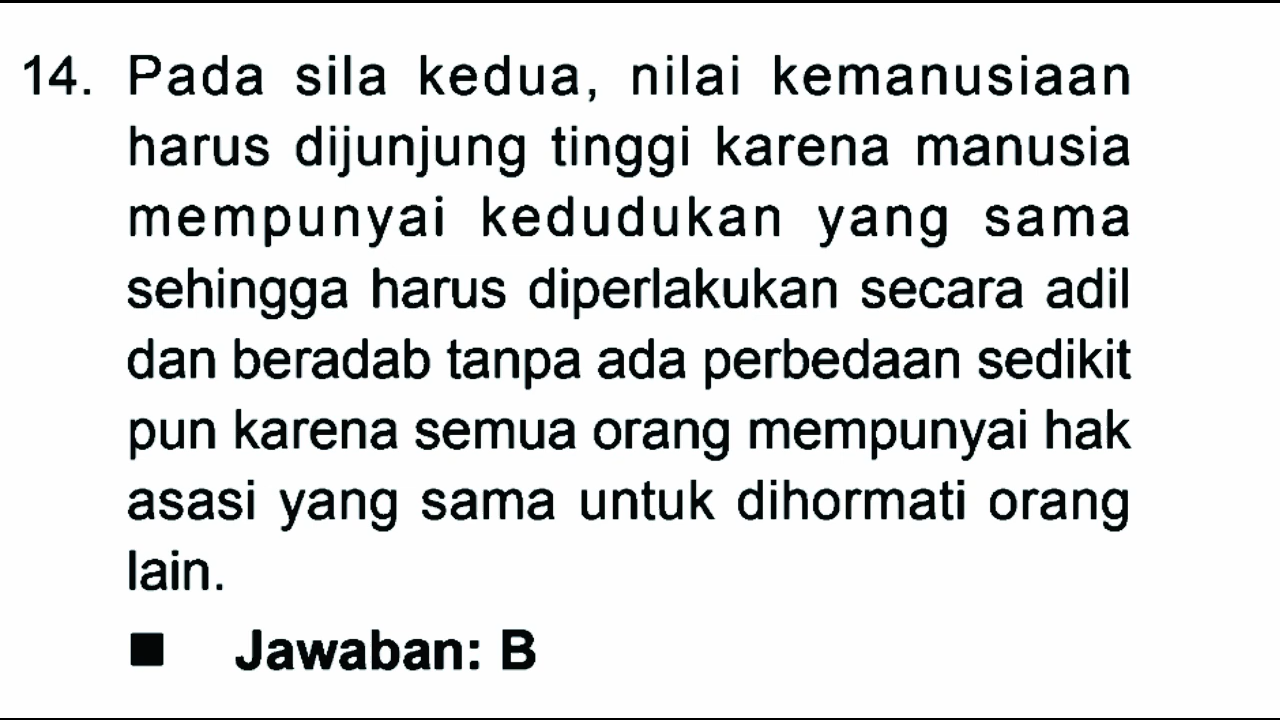 14. Pada sila kedua, nilai kemanusiaan
harus dijunjung tinggi karena manusia
mempunyai kedudukan yang sama
sehingga harus diperlakukan secara adil
dan beradab tanpa ada perbedaan sedikit
pun karena semua orang mempunyai hak
asasi yang sama untuk dihormati orang
lain.
■ Jawaban: B